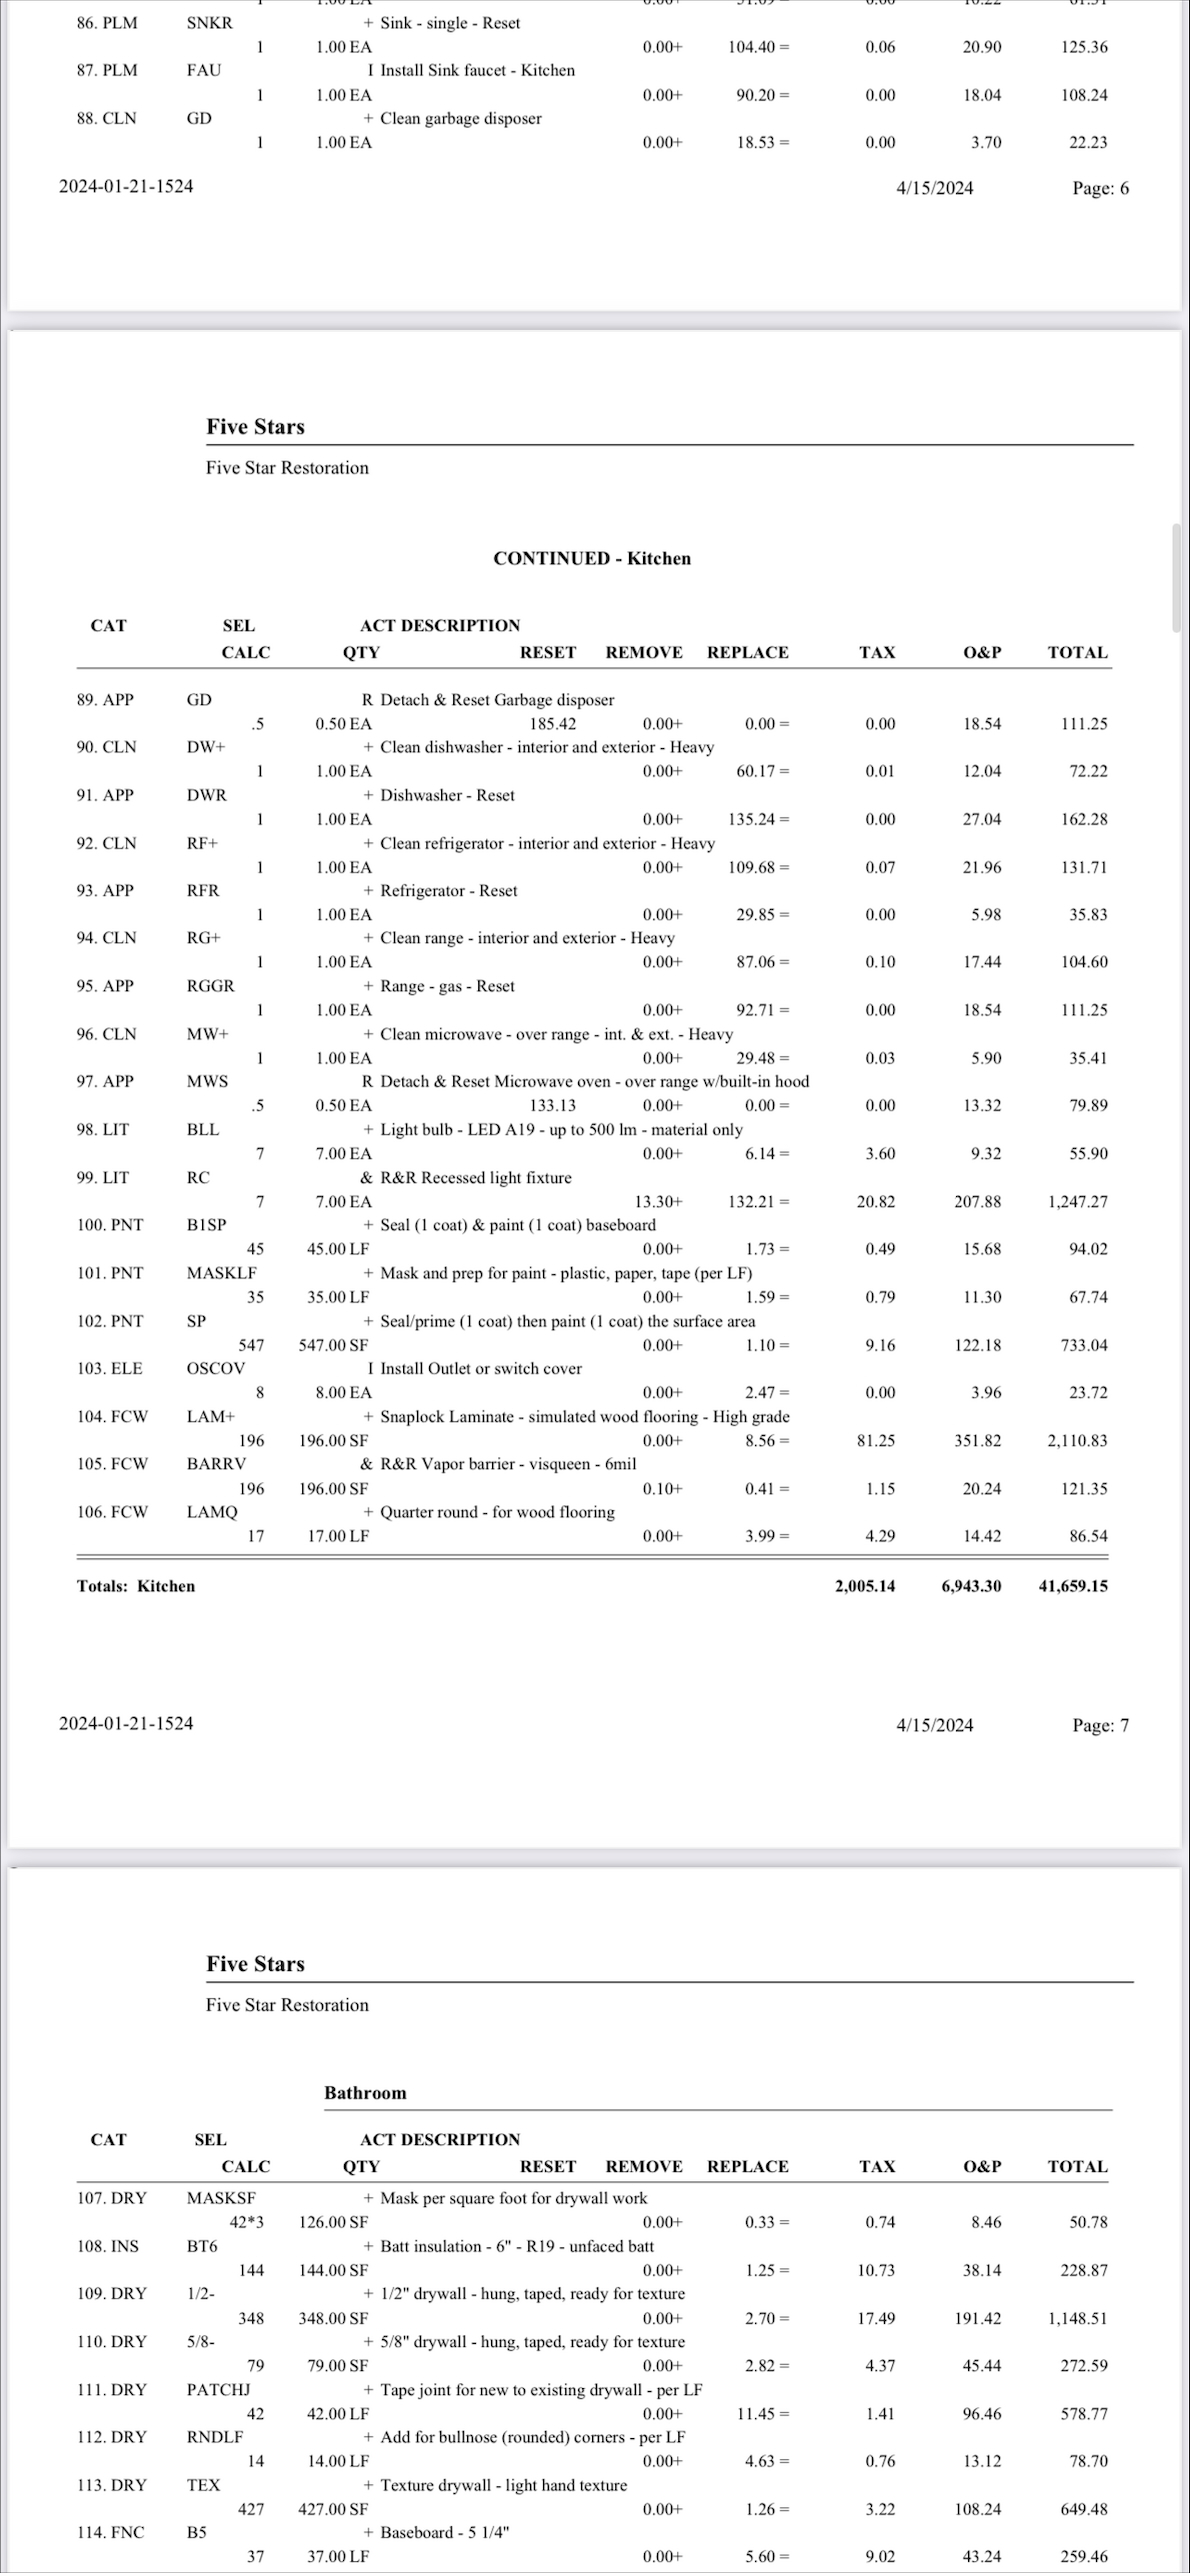 86. PLM SNKR + Sink - single - Reset
1 1.00 EA 0.00+ 104.40 = 0.06 20.90 125.36
87. PLM FAU I Install Sink faucet - Kitchen
1 1.00 EA 0.00+ 90.20 = 0.00 18.04 108.24
88. CLN GD + Clean garbage disposer
1 1.00 EA 0.00+ 18.53 = 0.00 3.70 22.23
2024-01-21-1524 4/15/2024 Page: 6
Five Stars
Five Star Restoration
CONTINUED - Kitchen
CAT SEL ACT DESCRIPTION
CALC QTY RESET REMOVE REPLACE TAX O&P TOTAL
89. APP GD R Detach & Reset Garbage disposer
.5 0.50 EA 185.42 0.00+ 0.00 = 0.00 18.54 111.25
90. CLN DW+ + Clean dishwasher - interior and exterior - Heavy
1 1.00 EA 0.00+ 60.17 = 0.01 12.04 72.22
91. APP DWR + Dishwasher - Reset
1 1.00 EA 0.00+ 135.24 = 0.00 27.04 162.28
92. CLN RF+ + Clean refrigerator - interior and exterior - Heavy
1 1.00 EA 0.00+ 109.68 = 0.07 21.96 131.71
93. APP RFR + Refrigerator - Reset
1 1.00 EA 0.00+ 29.85 = 0.00 5.98 35.83
94. CLN RG+ + Clean range - interior and exterior - Heavy
1 1.00 EA 0.00+ 87.06 = 0.10 17.44 104.60
95. APP RGGR + Range - gas - Reset
1 1.00 EA 0.00+ 92.71 = 0.00 18.54 111.25
96. CLN MW+ + Clean microwave - over range - int. & ext. - Heavy
1 1.00 EA 0.00+ 29.48 = 0.03 5.90 35.41
97. APP MWS R Detach & Reset Microwave oven - over range w/built-in hood
.5 0.50 EA 133.13 0.00+ 0.00 = 0.00 13.32 79.89
98. LIT BLL + Light bulb - LED A19 - up to 500 lm - material only
7 7.00 EA 0.00+ 6.14 = 3.60 9.32 55.90
99. LIT RC & R&R Recessed light fixture
7 7.00 EA 13.30+ 132.21 = 20.82 207.88 1,247.27
100. PNT B1SP + Seal (1 coat) & paint (1 coat) baseboard
45 45.00 LF 0.00+ 1.73 = 0.49 15.68 94.02
101. PNT MASKLF + Mask and prep for paint - plastic, paper, tape (per LF)
35 35.00 LF 0.00+ 1.59 = 0.79 11.30 67.74
102. PNT SP + Seal/prime (1 coat) then paint (1 coat) the surface area
547 547.00 SF 0.00+ 1.10 = 9.16 122.18 733.04
103. ELE OSCOV I Install Outlet or switch cover
8 8.00 EA 0.00+ 2.47 = 0.00 3.96 23.72
104. FCW LAM+ + Snaplock Laminate - simulated wood flooring - High grade
196 196.00 SF 0.00+ 8.56 = 81.25 351.82 2,110.83
105. FCW BARRV & R&R Vapor barrier - visqueen - 6mil
196 196.00 SF 0.10+ 0.41 = 1.15 20.24 121.35
106. FCW LAMQ + Quarter round - for wood flooring
17 17.00 LF 0.00+ 3.99 = 4.29 14.42 86.54
Totals: Kitchen 2,005.14 6,943.30 41,659.15
2024-01-21-1524 4/15/2024 Page: 7
Five Stars
Five Star Restoration
Bathroom
CAT SEL ACT DESCRIPTION
CALC QTY RESET REMOVE REPLACE TAX O&P TOTAL
107. DRY MASKSF + Mask per square foot for drywall work
42*3 126.00 SF 0.00+ 0.33 = 0.74 8.46 50.78
108. INS BT6 + Batt insulation - 6" - R19 - unfaced batt
144 144.00 SF 0.00+ 1.25 = 10.73 38.14 228.87
109. DRY 1/2- + 1/2" drywall - hung, taped, ready for texture
348 348.00 SF 0.00+ 2.70 = 17.49 191.42 1,148.51
110. DRY 5/8- + 5/8" drywall - hung, taped, ready for texture
79 79.00 SF 0.00+ 2.82 = 4.37 45.44 272.59
111. DRY PATCHJ + Tape joint for new to existing drywall - per LF
42 42.00 LF 0.00+ 11.45 = 1.41 96.46 578.77
112. DRY RNDLF + Add for bullnose (rounded) corners - per LF
14 14.00 LF 0.00+ 4.63 = 0.76 13.12 78.70
113. DRY TEX + Texture drywall - light hand texture
427 427.00 SF 0.00+ 1.26 = 3.22 108.24 649.48
114. FNC B5 + Baseboard - 5 1/4"
37 37.00 LF 0.00+ 5.60 = 9.02 43.24 259.46